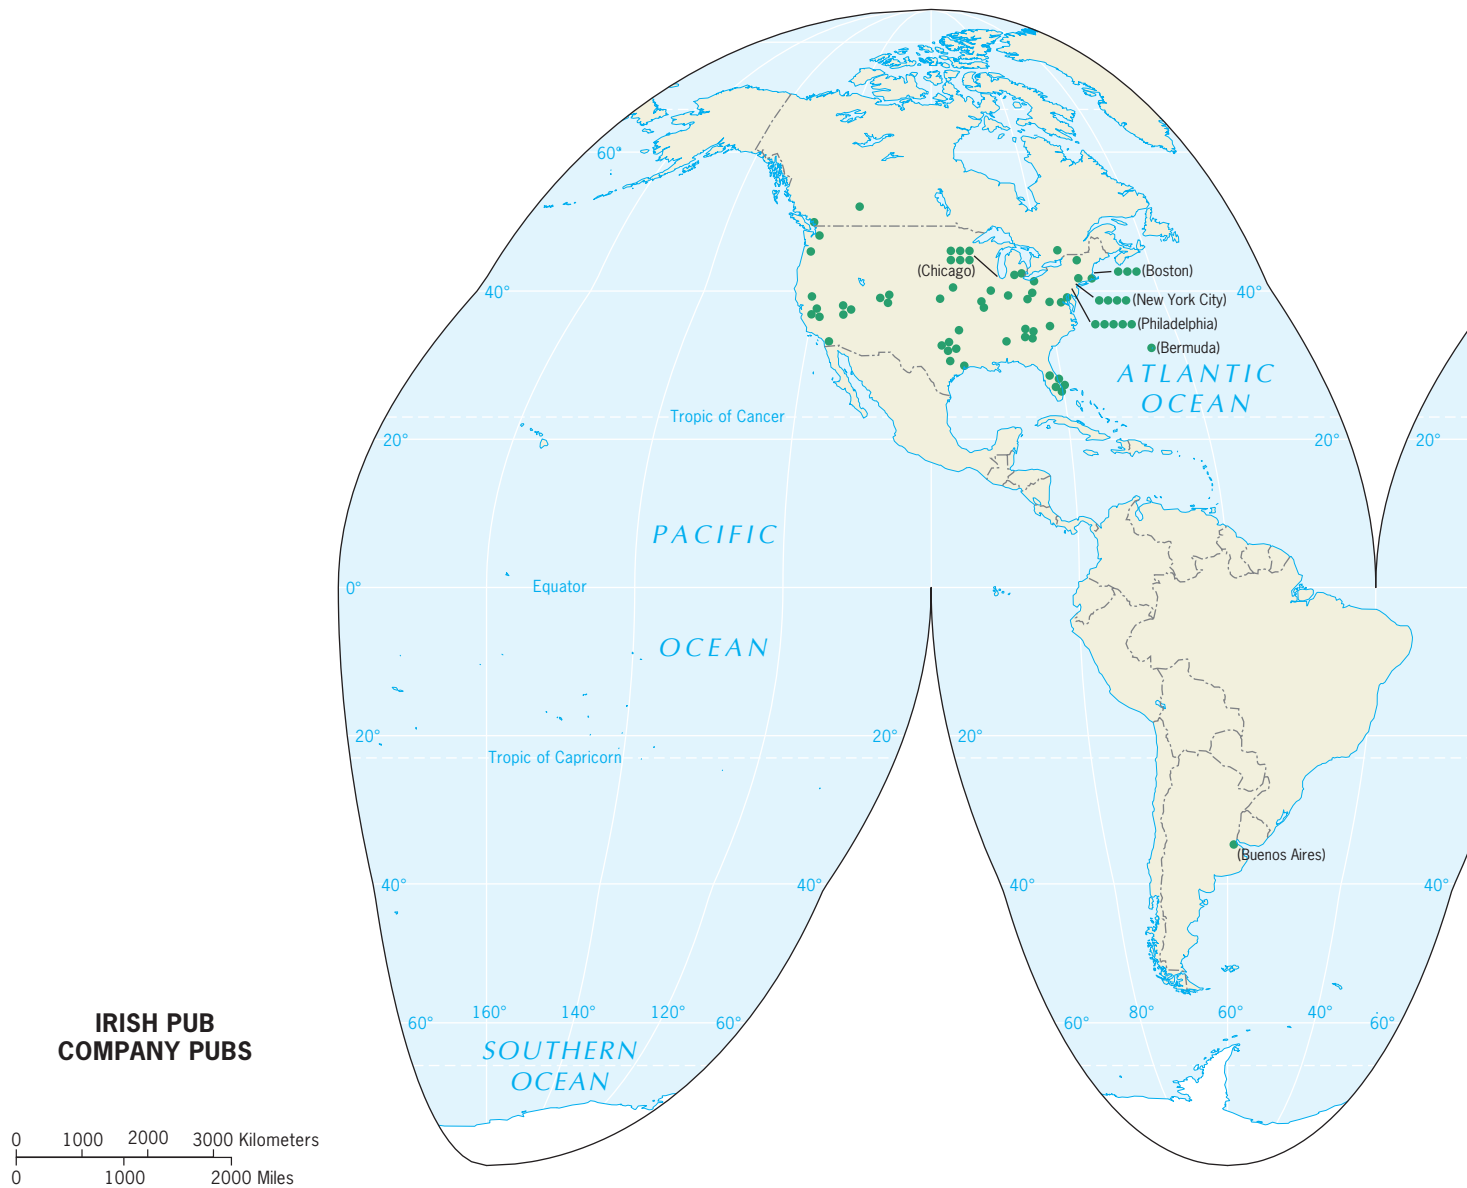 60°
(Chicago)
(Boston)
40°
40°
(New York City)
(Philadelphia)
(Bermuda)
ATLANTIC
OCEAN
Tropic of Cancer
20°
20°
20°
PACIFIC
0°
Equator
OCEAN
20°
20°
20°
Tropic of Capricorn
(Buenos Aires)
40°
40°
40°
40°
160°
140°
120°
80°
60°
40°
60°
60°
60°
60°
IRISH PUB
COMPANY PUBS
SOUTHERN
OCEAN
0 1000 2000 3000 Kilometers
0 1000 2000 Miles